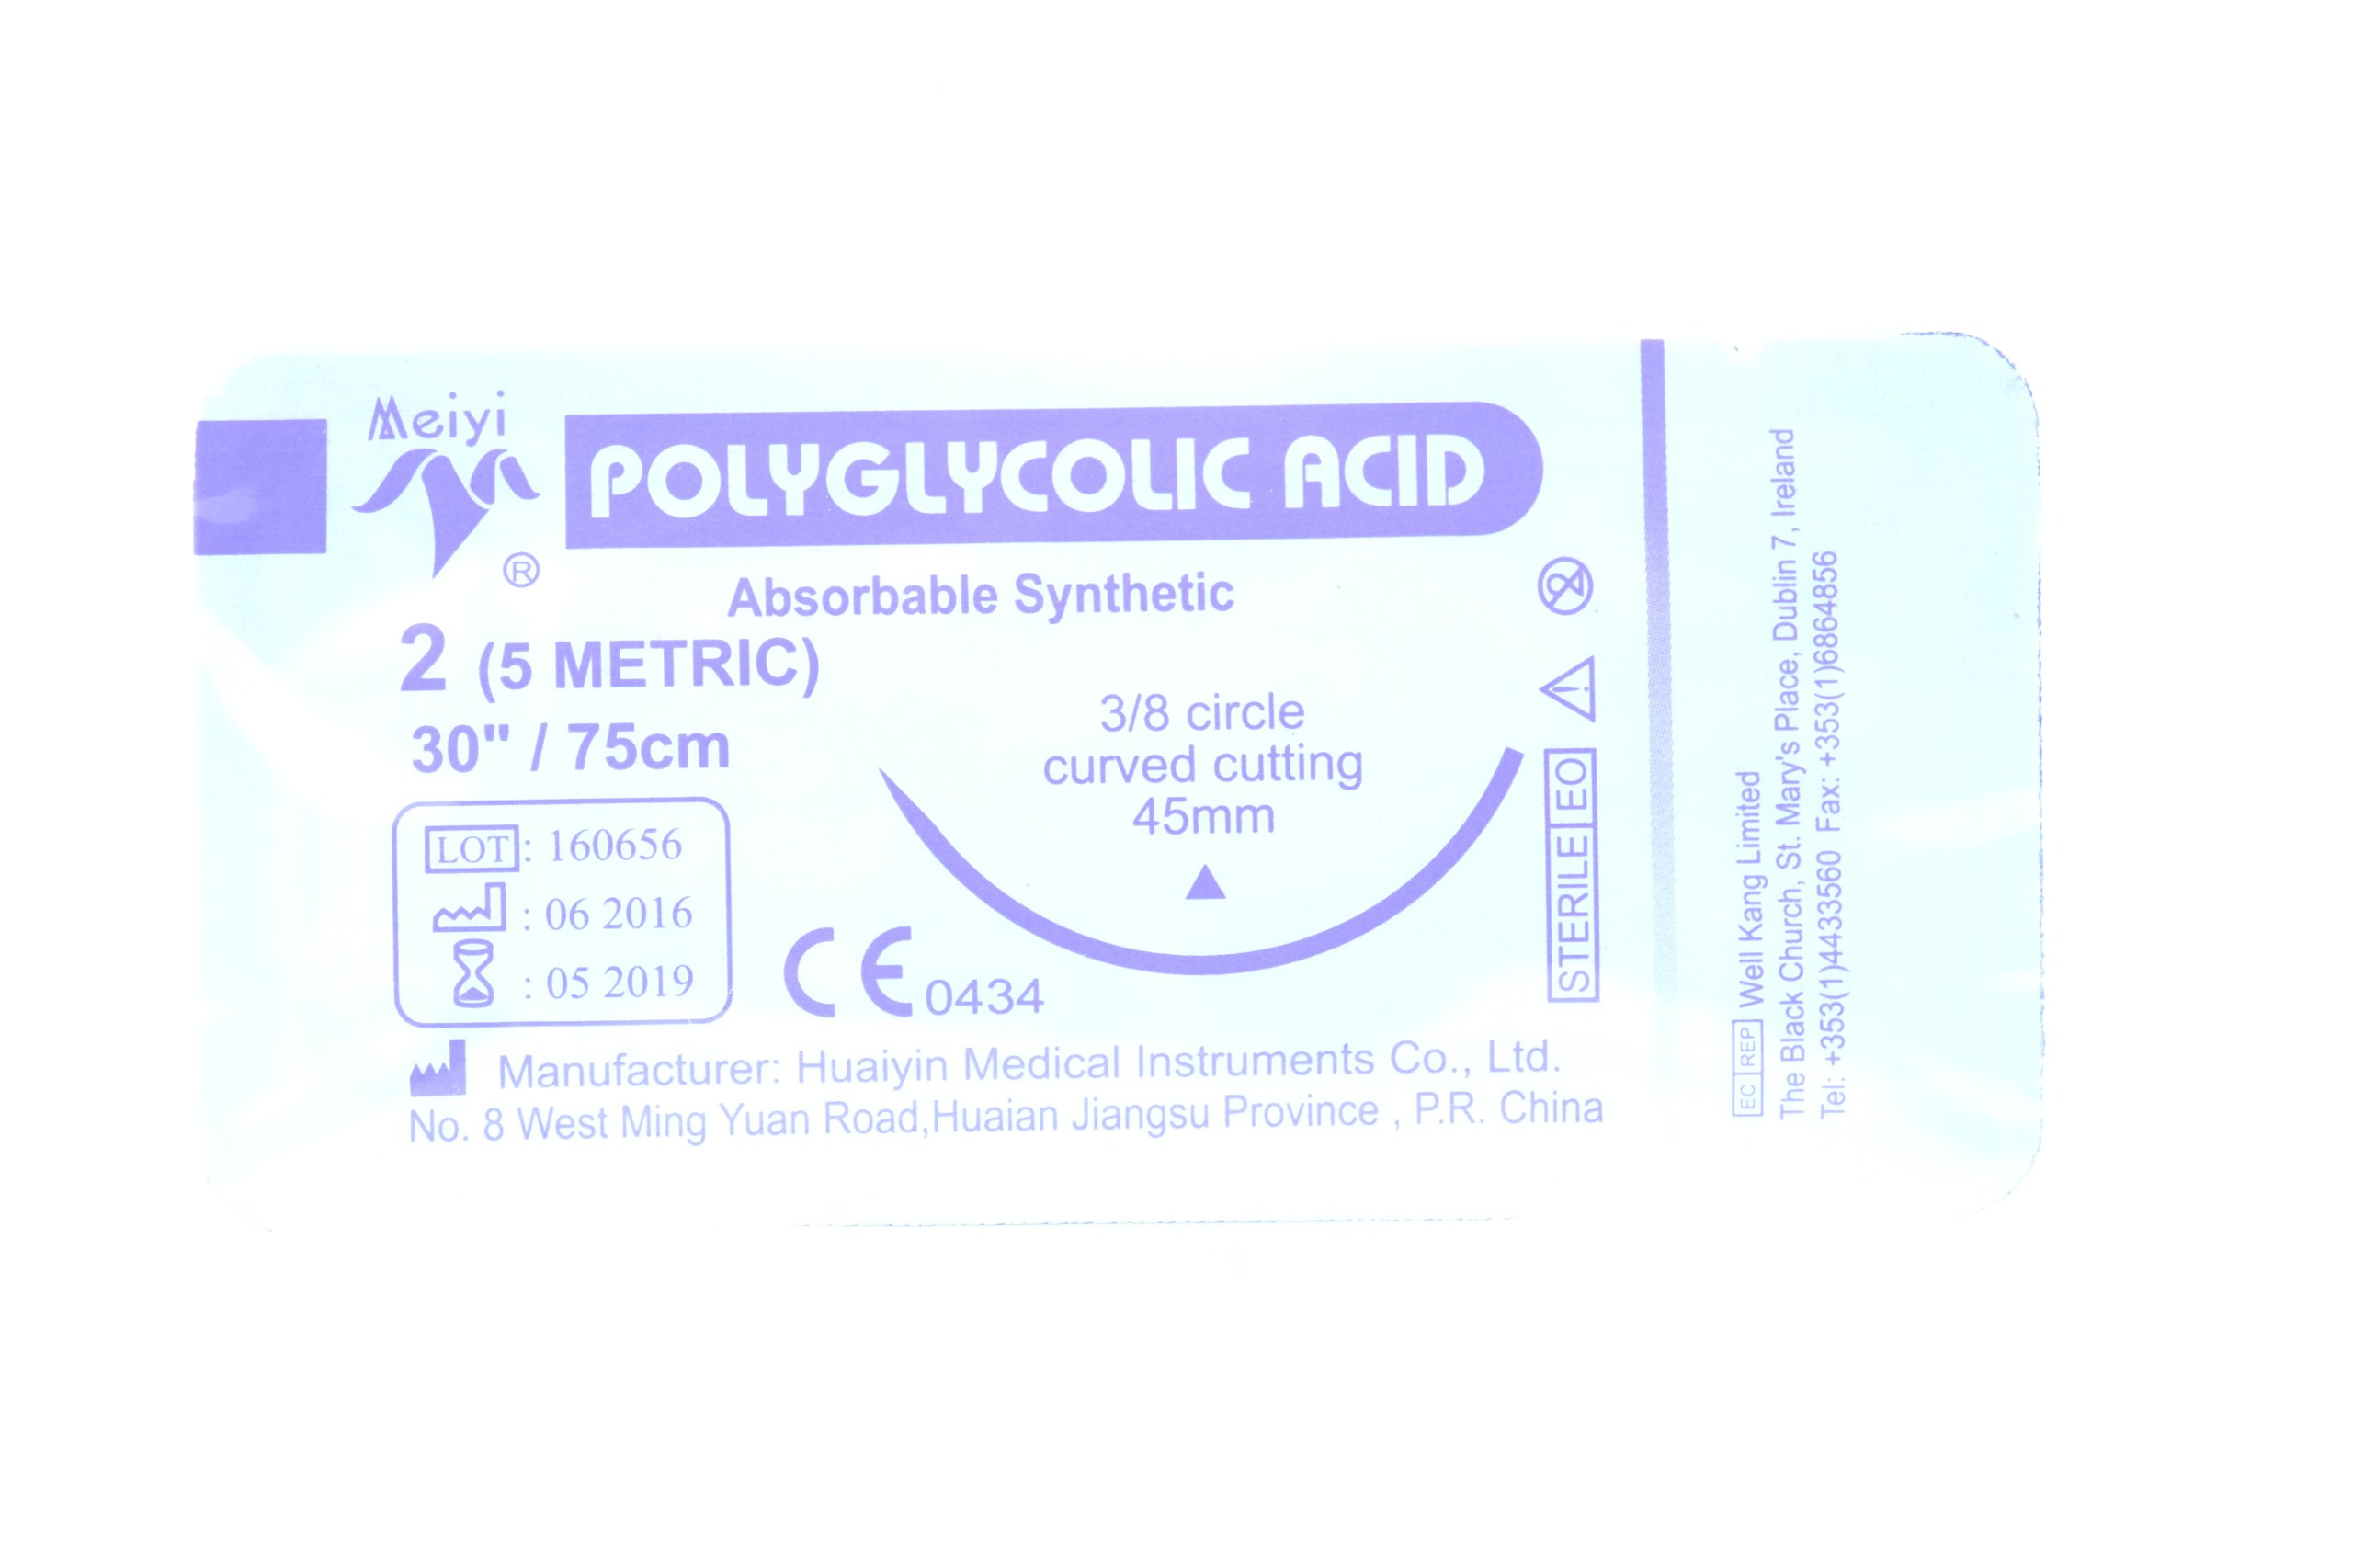 Meiyi
®
POLYGLYCOLIC ACID
Absorbable Synthetic
2 (5 METRIC)
30" / 75cm
3/8 circle
curved cutting
45mm
LOT : 160656
: 06 2016
: 05 2019
CE 0434
2
STERILE EO
Manufacturer: Huaiyin Medical Instruments Co., Ltd.
No. 8 West Ming Yuan Road,Huaian Jiangsu Province , P.R. China
EC REP Well Kang Limited
The Black Church, St. Mary's Place, Dublin 7, Ireland
Tel: +353(1)4433560 Fax: +353(1)6864856